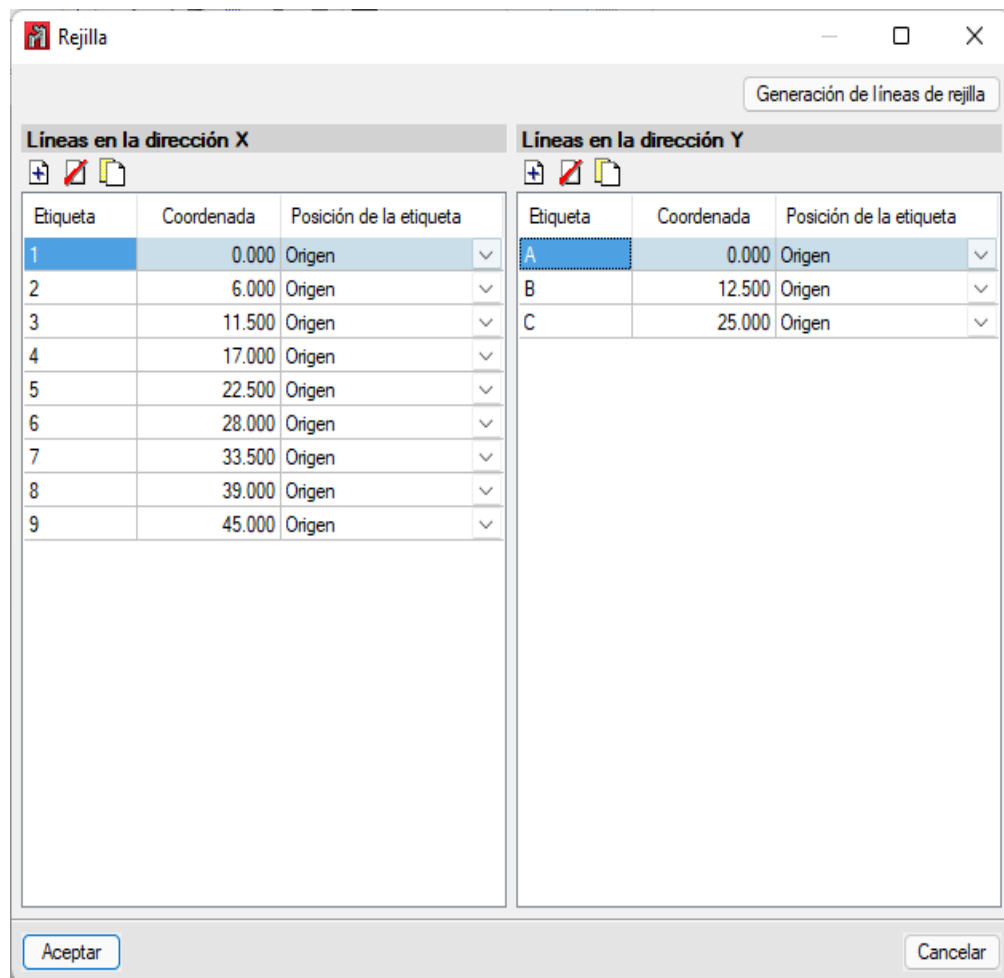 Rejilla
Generación de líneas de rejilla
Líneas en la dirección X
Etiqueta Coordenada Posición de la etiqueta
1 0.000 Origen
2 6.000 Origen
3 11.500 Origen
4 17.000 Origen
5 22.500 Origen
6 28.000 Origen
7 33.500 Origen
8 39.000 Origen
9 45.000 Origen
Líneas en la dirección Y
Etiqueta Coordenada Posición de la etiqueta
A 0.000 Origen
B 12.500 Origen
C 25.000 Origen
Aceptar
Cancelar